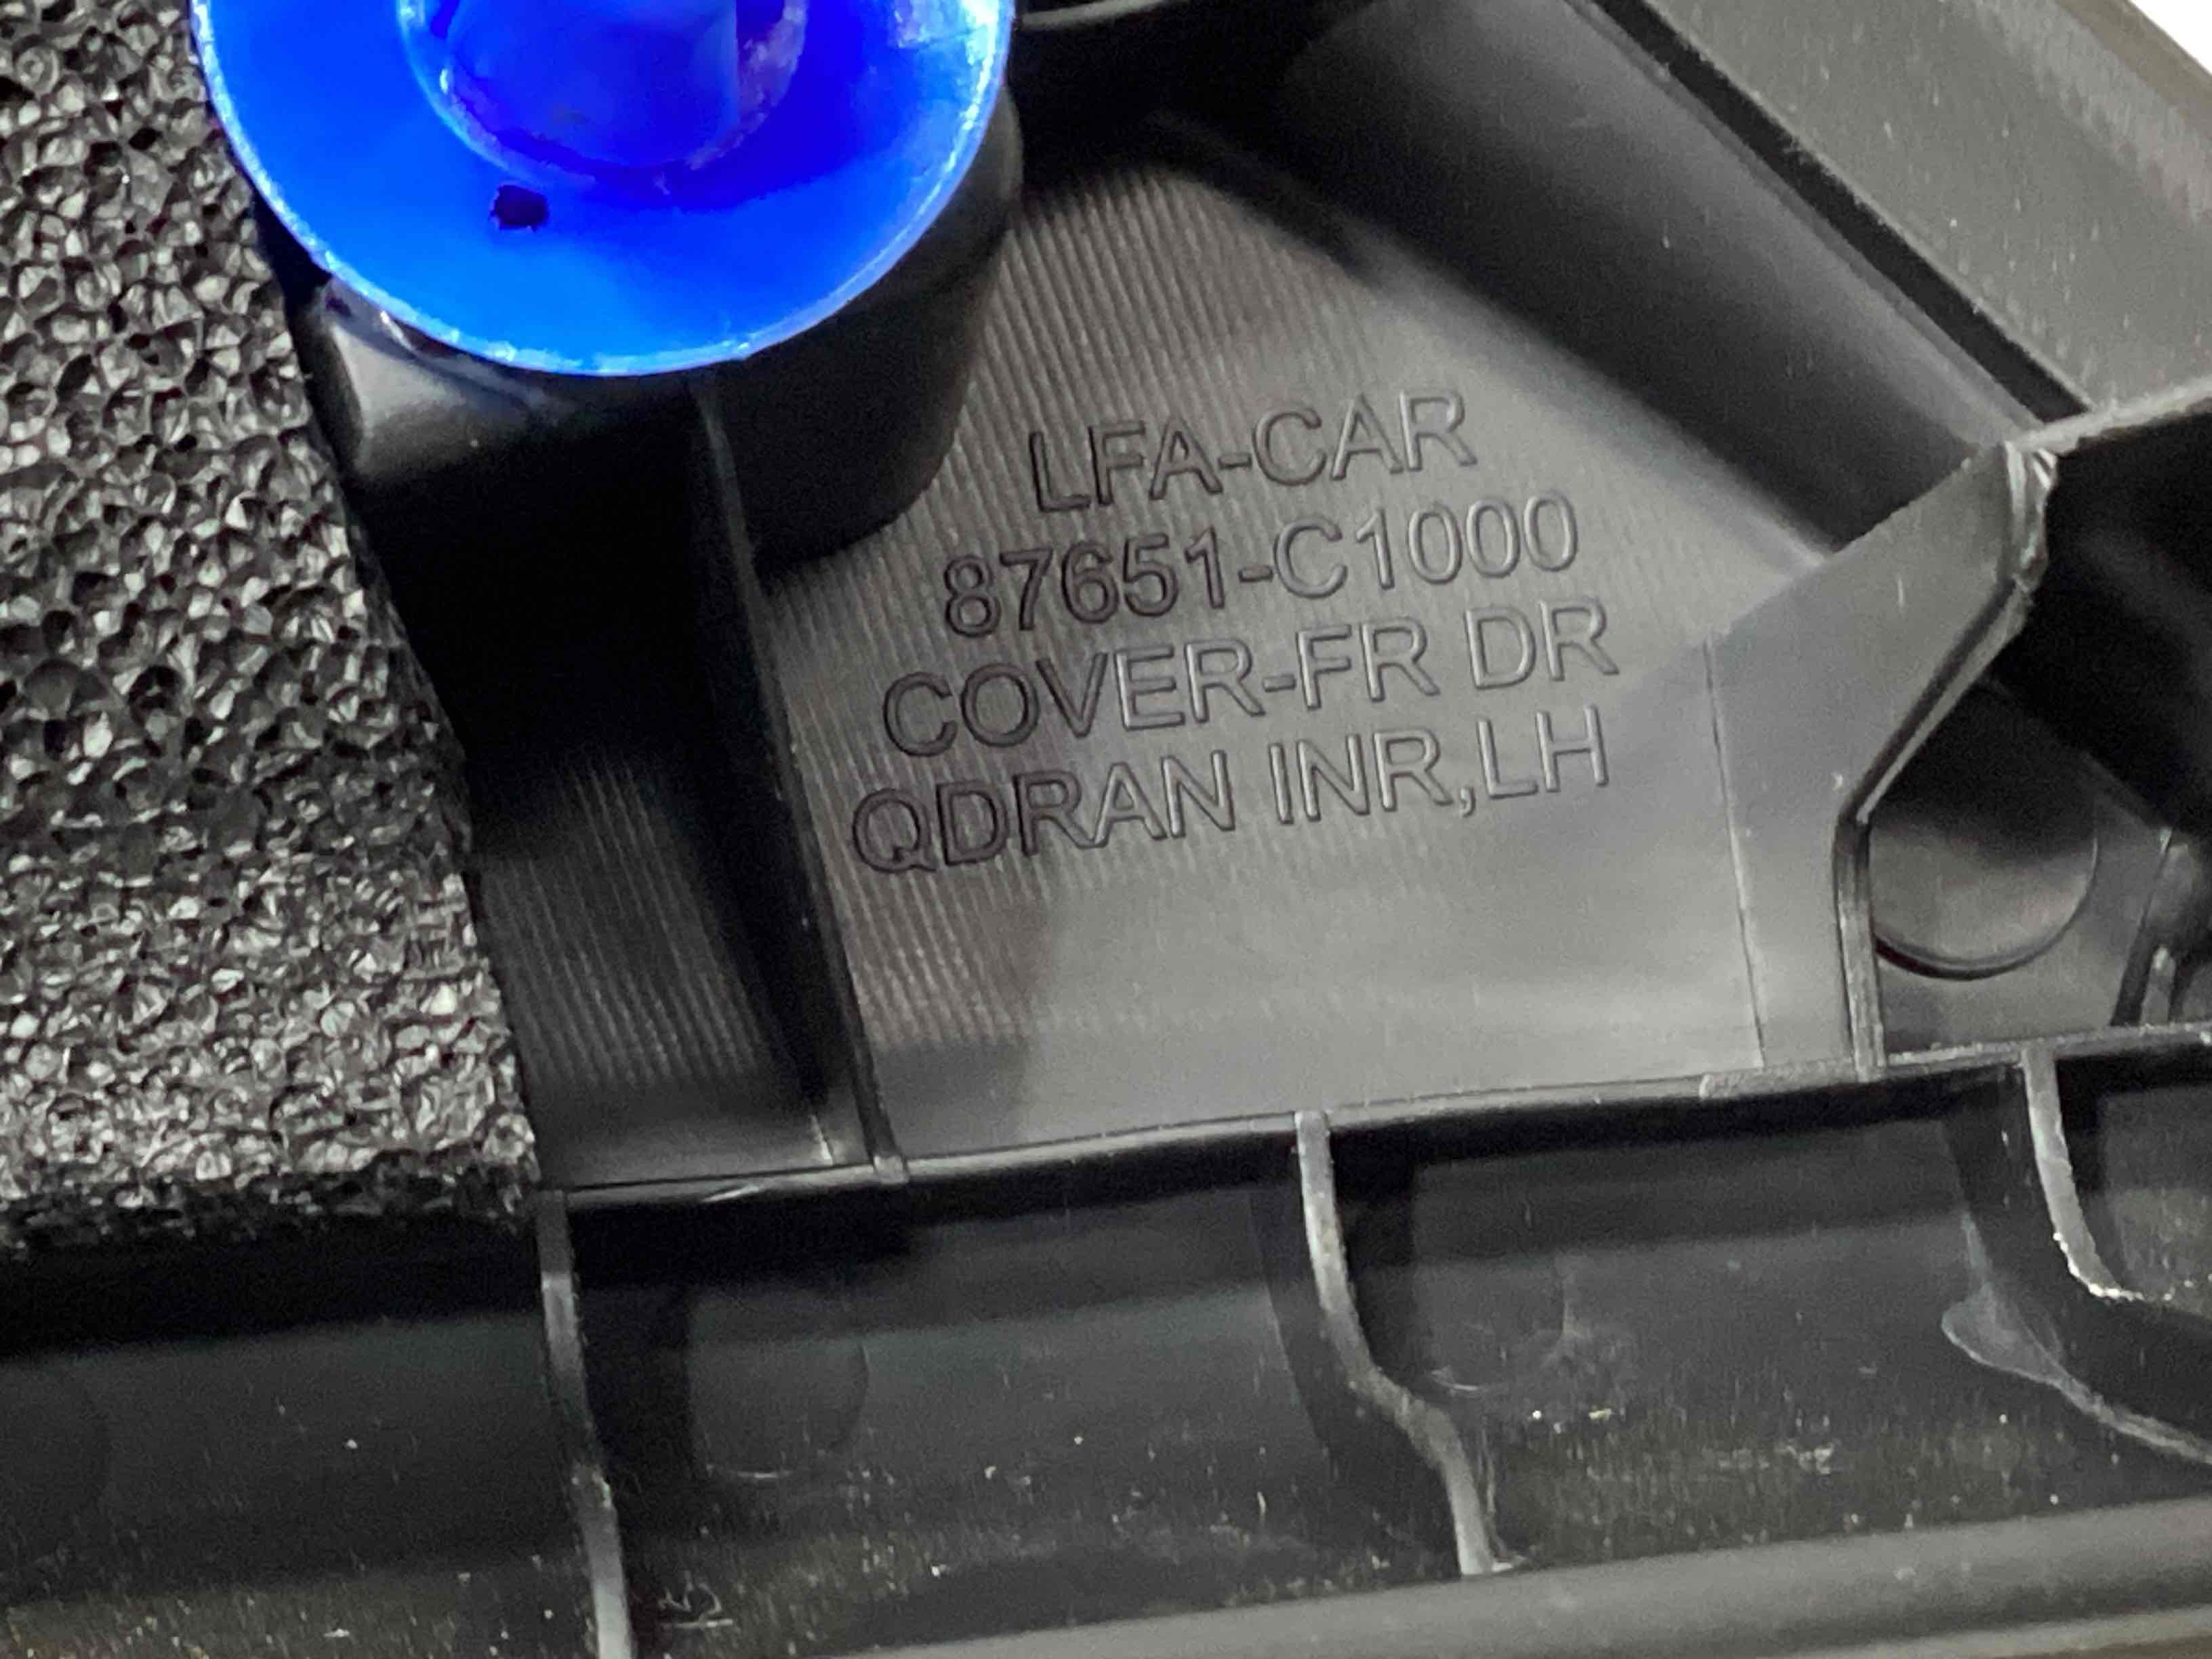 LFA-CAR
87651-C1000
COVER-FR DR
QDRAN INR,LH